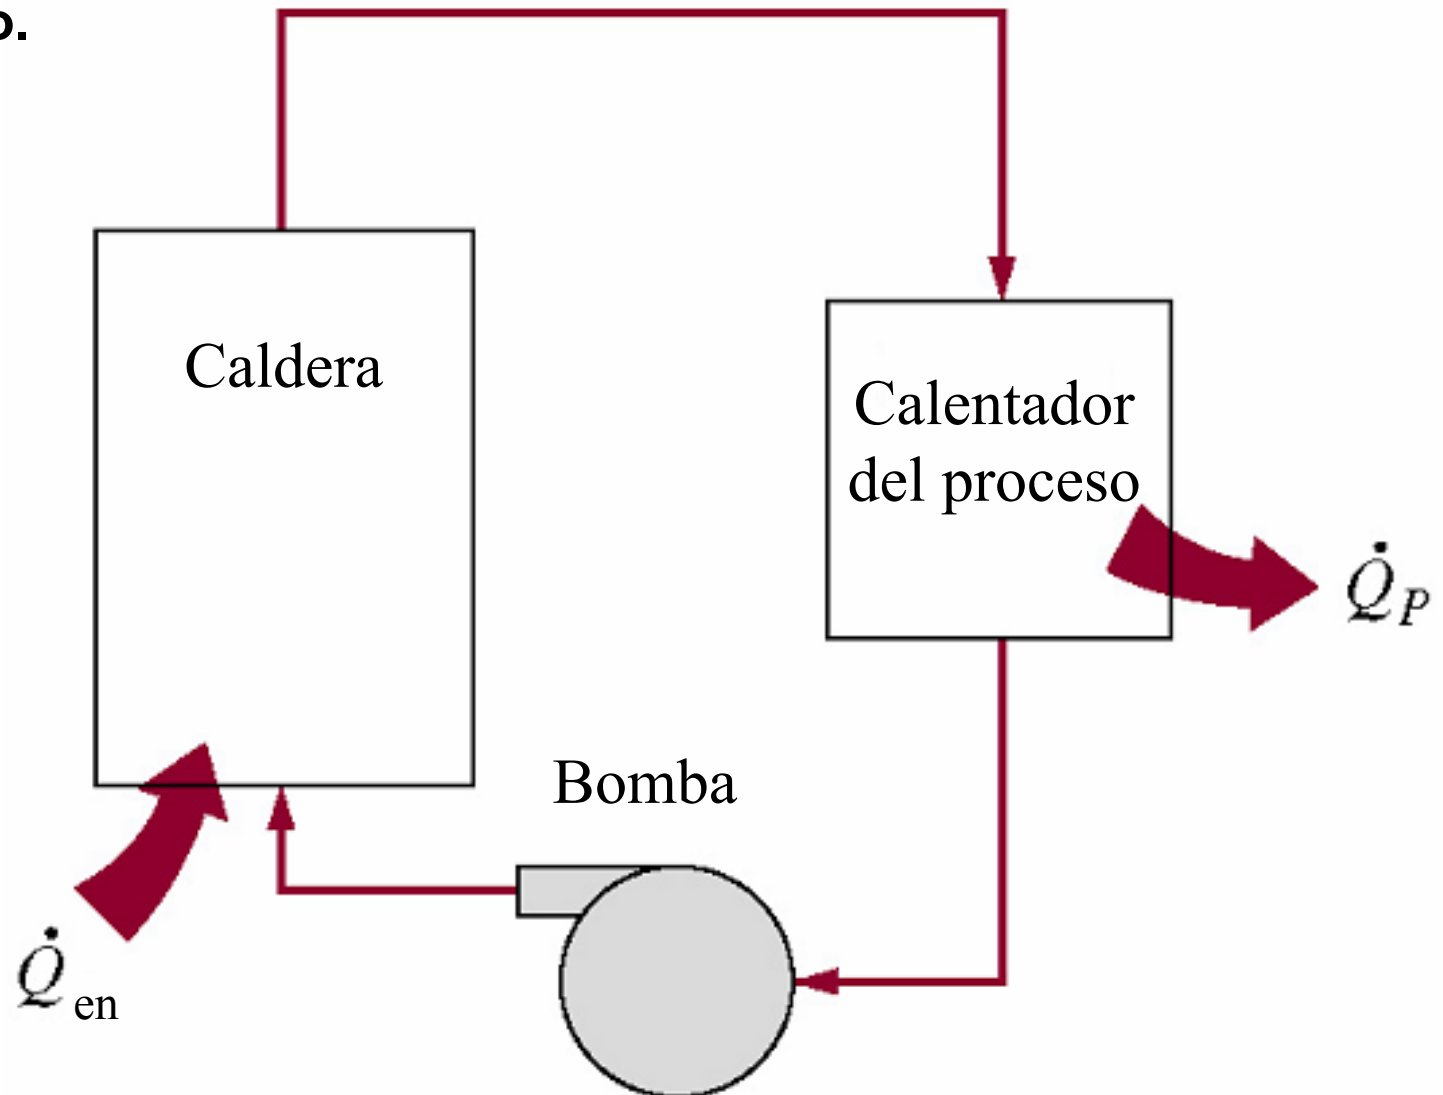 o.
Caldera
Calentador
del proceso
Q̇ P
Bomba
Q̇ en